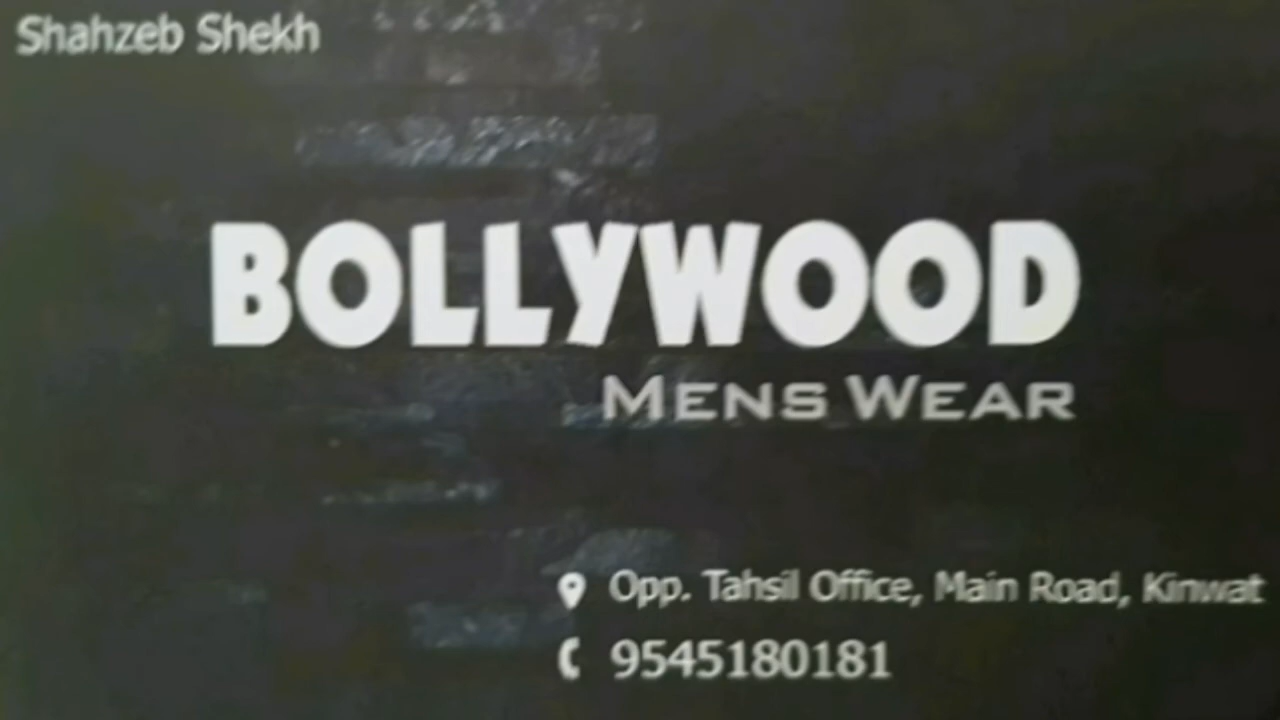 Shahzeb Shekh
BOLLYWOOD
MENS WEAR
Opp. Tahsil Office, Main Road, Kinwat
9545180181